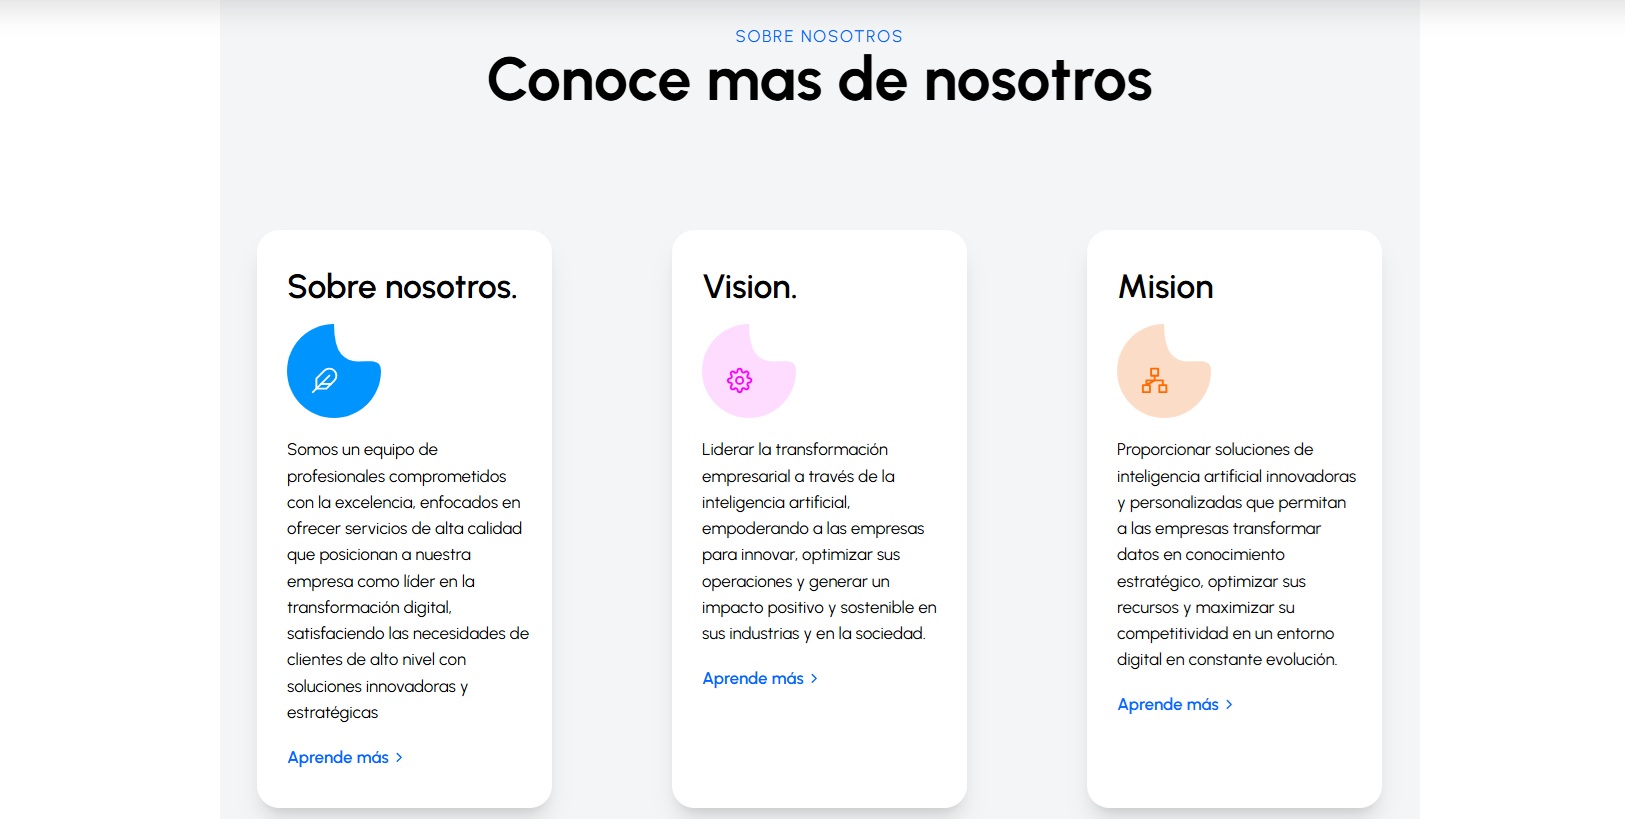 SOBRE NOSOTROS
Conoce mas de nosotros
Sobre nosotros.
Somos un equipo de
profesionales comprometidos
con la excelencia, enfocados en
ofrecer servicios de alta calidad
que posicionan a nuestra
empresa como líder en la
transformación digital,
satisfaciendo las necesidades de
clientes de alto nivel con
soluciones innovadoras y
estratégicas
Aprende más
Vision.
Liderar la transformación
empresarial a través de la
inteligencia artificial,
empoderando a las empresas
para innovar, optimizar sus
operaciones y generar un
impacto positivo y sostenible en
sus industrias y en la sociedad.
Aprende más
Mision
Proporcionar soluciones de
inteligencia artificial innovadoras
y personalizadas que permitan
a las empresas transformar
datos en conocimiento
estratégico, optimizar sus
recursos y maximizar su
competitividad en un entorno
digital en constante evolución.
Aprende más